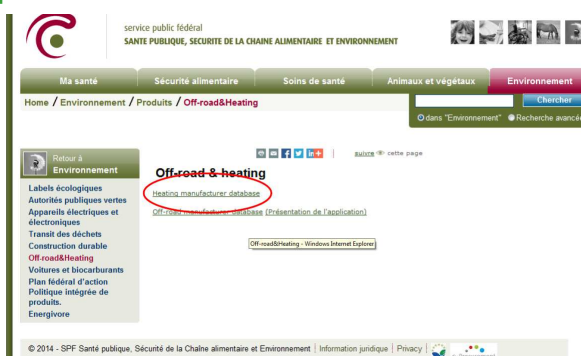 service public fédéral
SANTE PUBLIQUE, SECURITE DE LA CHAINE ALIMENTAIRE ET ENVIRONNEMENT
Ma santé Sécurité alimentaire Soins de santé Animaux et végétaux Environnement
Home / Environnement / Produits / Off-road&Heating
Chercher
dans "Environnement" Recherche avancée
Retour à
Environnement
suivre cette page
Off-road & heating
Heating manufacturer database
Off-road manufacturer database (Présentation de l'application)
Off-road&Heating - Windows Internet Explorer
Labels écologiques
Autorités publiques vertes
Appareils électriques et
électroniques
Transit des déchets
Construction durable
Off-road&Heating
Voitures et biocarburants
Plan fédéral d'action
Politique intégrée de
produits.
Energivore
© 2014 - SPF Santé publique, Sécurité de la Chaîne alimentaire et Environnement | Information juridique | Privacy |